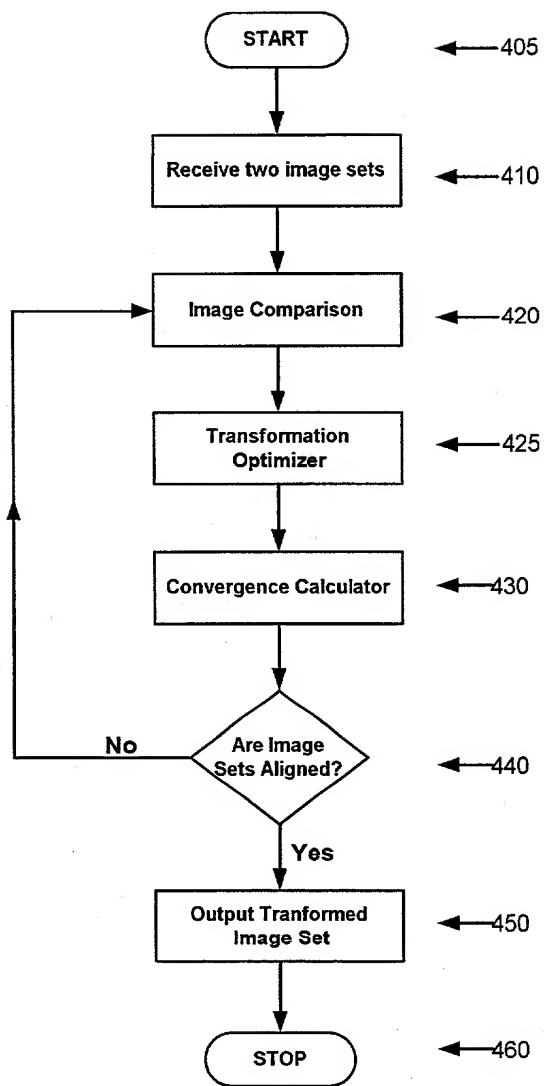 START
405
Receive two image sets
410
Image Comparison
420
Transformation
Optimizer
425
Convergence Calculator
430
Are Image
Sets Aligned?
440
No
Yes
Output Tranformed
Image Set
450
STOP
460